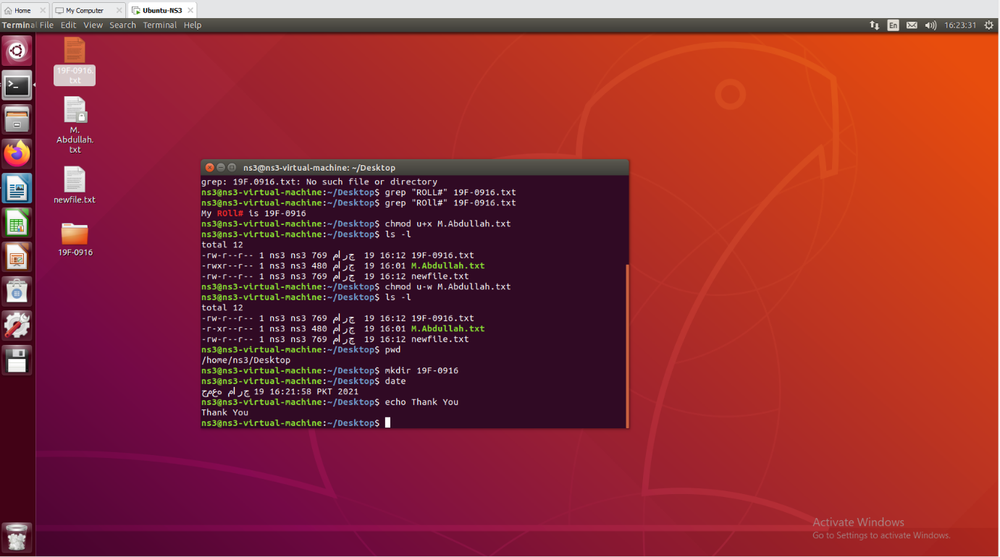 Home
My Computer
Ubuntu-NS3
Terminal File Edit View Search Terminal Help
En
16:23:31
19F-0916.
txt
M.
Abdullah.
txt
newfile.txt
19F-0916
ns3@ns3-virtual-machine: ~/Desktop
grep: 19F.0916.txt: No such file or directory
ns3@ns3-virtual-machine:~/Desktop$ grep "ROLL#" 19F-0916.txt
ns3@ns3-virtual-machine:~/Desktop$ grep "ROll#" 19F-0916.txt
My ROll# is 19F-0916
ns3@ns3-virtual-machine:~/Desktop$ chmod u+x M.Abdullah.txt
ns3@ns3-virtual-machine:~/Desktop$ ls -l
total 12
-rw-r--r-- 1 ns3 ns3 769 مارچ 19 16:12 19F-0916.txt
-rwxr--r-- 1 ns3 ns3 480 مارچ 19 16:01 M.Abdullah.txt
-rw-r--r-- 1 ns3 ns3 769 مارچ 19 16:12 newfile.txt
ns3@ns3-virtual-machine:~/Desktop$ chmod u-w M.Abdullah.txt
ns3@ns3-virtual-machine:~/Desktop$ ls -l
total 12
-rw-r--r-- 1 ns3 ns3 769 مارچ 19 16:12 19F-0916.txt
-r-xr--r-- 1 ns3 ns3 480 مارچ 19 16:01 M.Abdullah.txt
-rw-r--r-- 1 ns3 ns3 769 مارچ 19 16:12 newfile.txt
ns3@ns3-virtual-machine:~/Desktop$ pwd
/home/ns3/Desktop
ns3@ns3-virtual-machine:~/Desktop$ mkdir 19F-0916
ns3@ns3-virtual-machine:~/Desktop$ date
جمعہ مارچ 19 16:21:58 PKT 2021
ns3@ns3-virtual-machine:~/Desktop$ echo Thank You
Thank You
ns3@ns3-virtual-machine:~/Desktop$
Activate Windows
Go to Settings to activate Windows.